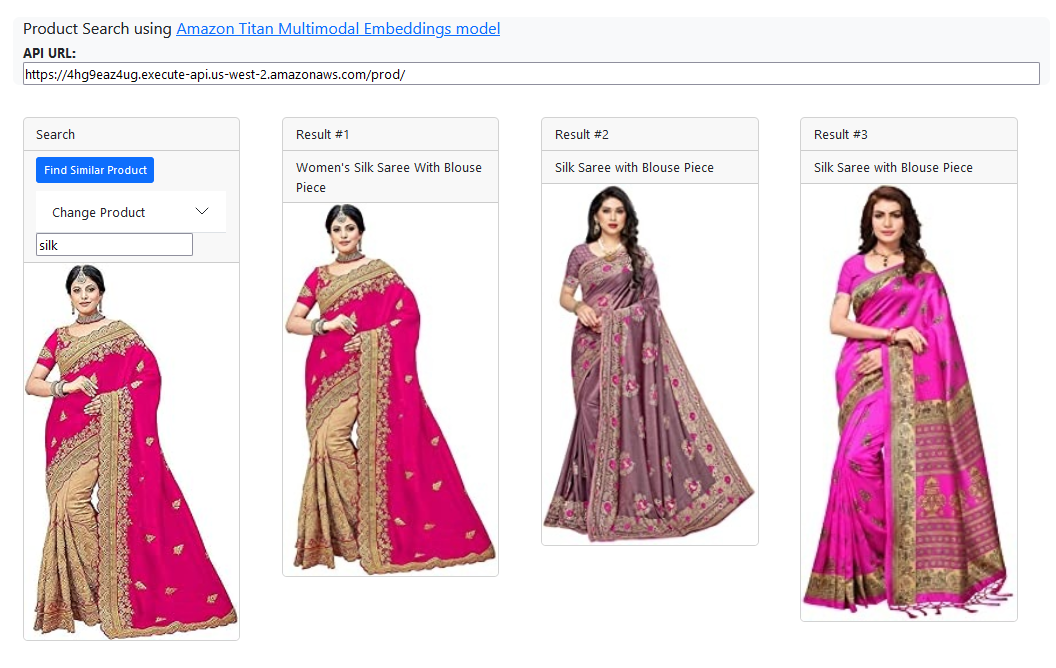 Product Search using Amazon Titan Multimodal Embeddings model
API URL:
https://4hg9eaz4ug.execute-api.us-west-2.amazonaws.com/prod/
Search
Find Similar Product
Change Product
silk
Result #1
Women's Silk Saree With Blouse
Piece
Result #2
Silk Saree with Blouse Piece
Result #3
Silk Saree with Blouse Piece